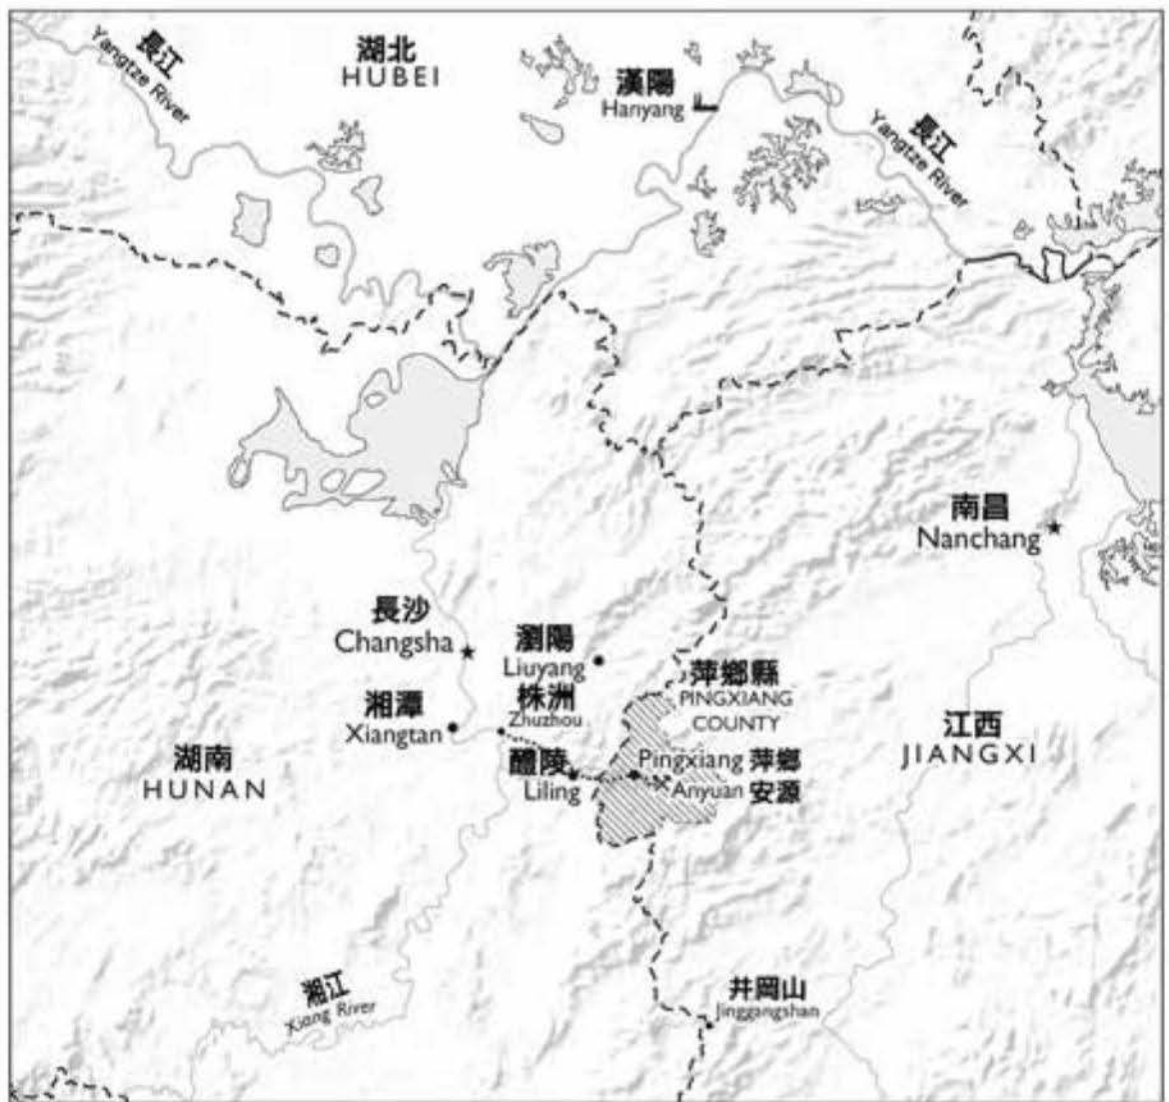 長江
Yangtze River
湖北
HUBEI
漢陽
Hanyang
長江
Yangtze River
南昌
Nanchang
長沙
Changsha
瀏陽
Liuyang
株洲
Zhuzhou
湘潭
Xiangtan
萍鄉縣
PINGXIANG
COUNTY
湖南
HUNAN
醴陵
Liling
Pingxiang 萍鄉
Anyuan 安源
江西
JIANGXI
湘江
Xiang River
井岡山
Jinggangshan